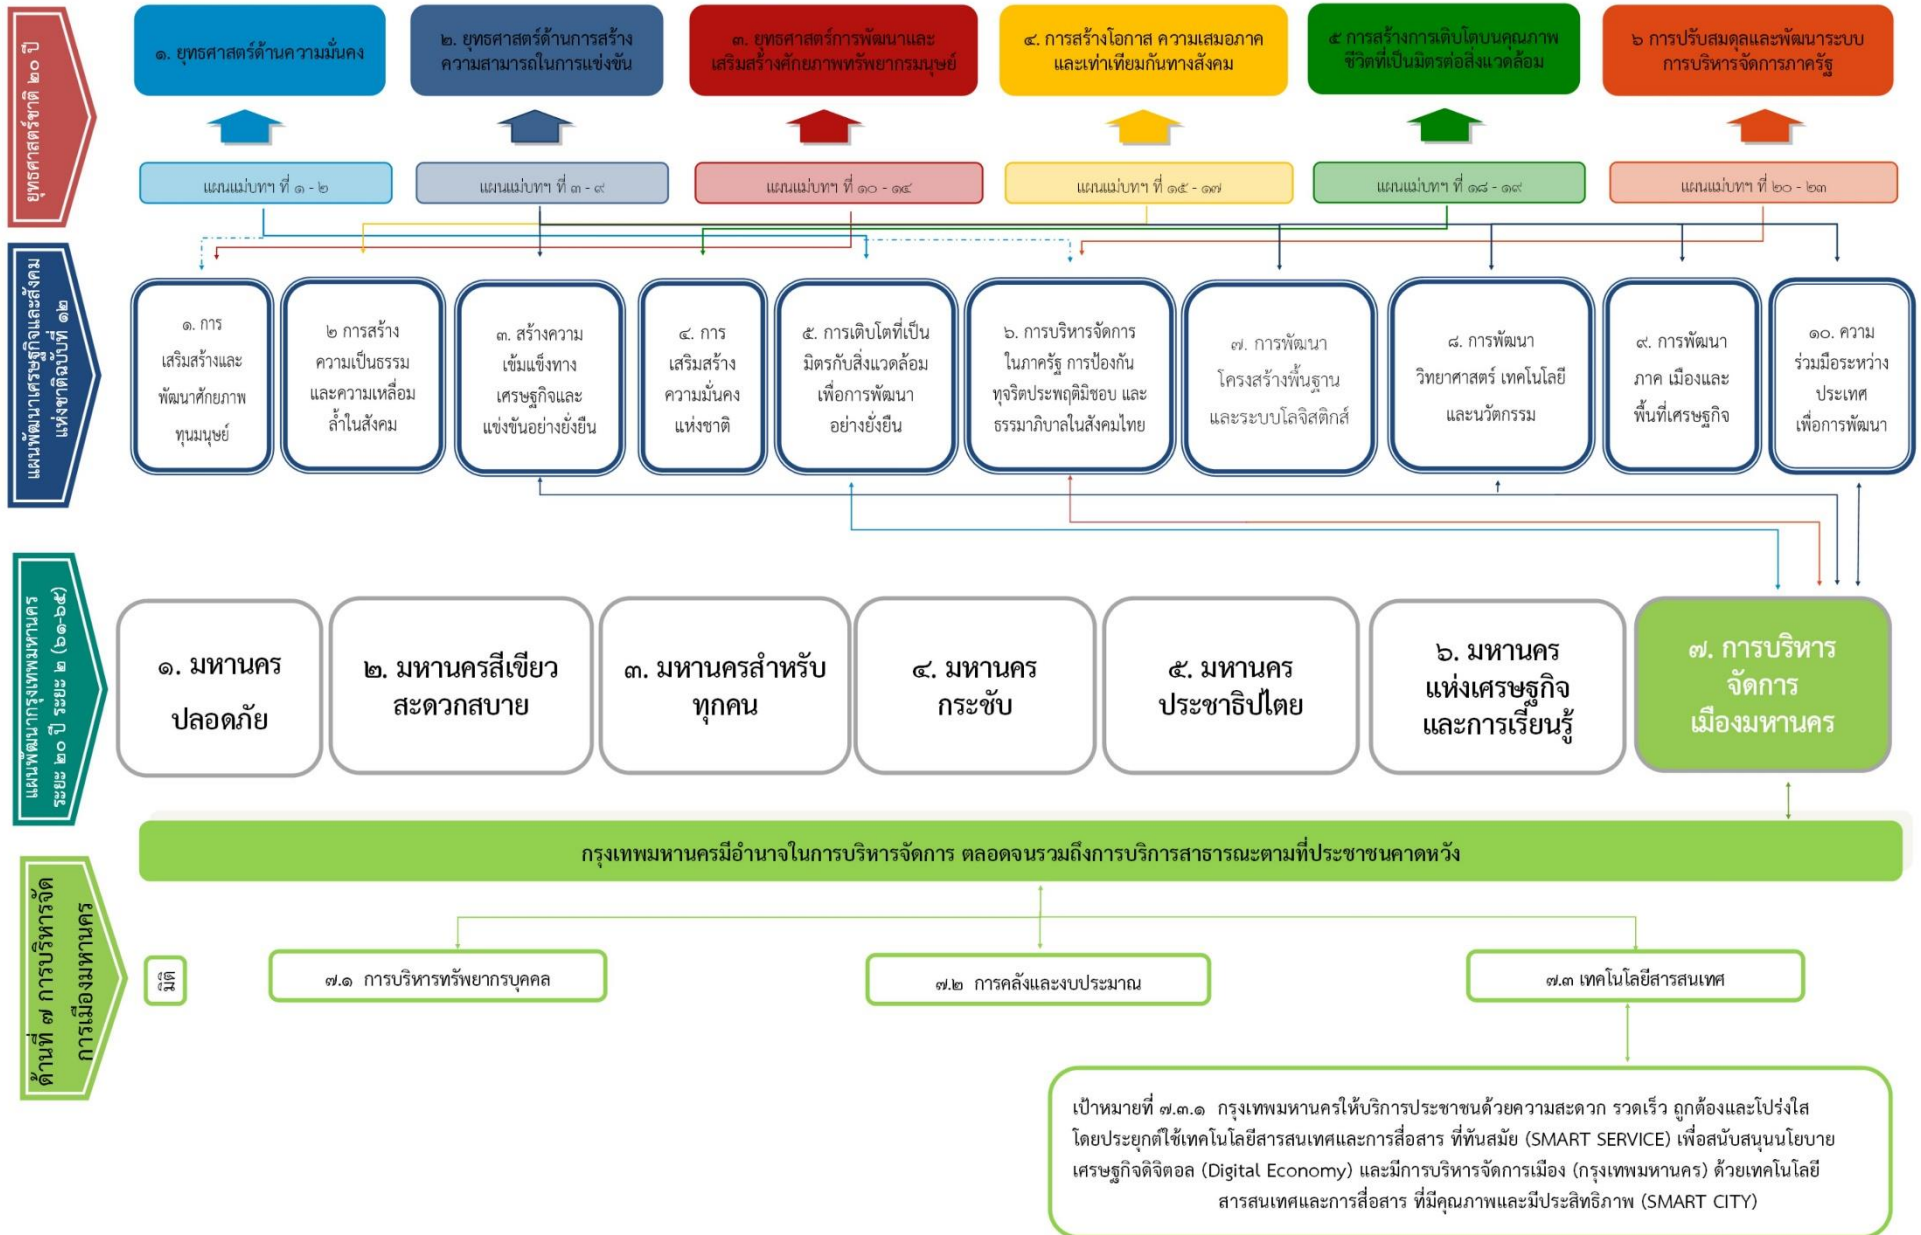 ยุทธศาสตร์ชาติ ๒๐ ปี
๑. ยุทธศาสตร์ด้านความมั่นคง
๒. ยุทธศาสตร์ด้านการสร้าง
ความสามารถในการแข่งขัน
๓. ยุทธศาสตร์การพัฒนาและ
เสริมสร้างศักยภาพทรัพยากรมนุษย์
๔. การสร้างโอกาส ความเสมอภาค
และเท่าเทียมกันทางสังคม
๕ การสร้างการเติบโตบนคุณภาพ
ชีวิตที่เป็นมิตรต่อสิ่งแวดล้อม
๖ การปรับสมดุลและพัฒนาระบบ
การบริหารจัดการภาครัฐ
แผนแม่บทฯ ที่ ๑ - ๒
แผนแม่บทฯ ที่ ๓ - ๙
แผนแม่บทฯ ที่ ๑๐ - ๑๔
แผนแม่บทฯ ที่ ๑๕ - ๑๗
แผนแม่บทฯ ที่ ๑๘ - ๑๙
แผนแม่บทฯ ที่ ๒๐ - ๒๓
แผนพัฒนาเศรษฐกิจและสังคม
แห่งชาติฉบับที่ ๑๒
๑. การ
เสริมสร้างและ
พัฒนาศักยภาพ
ทุนมนุษย์
๒ การสร้าง
ความเป็นธรรม
และความเหลื่อม
ล้ำในสังคม
๓. สร้างความ
เข้มแข็งทาง
เศรษฐกิจและ
แข่งขันอย่างยั่งยืน
๔. การ
เสริมสร้าง
ความมั่นคง
แห่งชาติ
๕. การเติบโตที่เป็น
มิตรกับสิ่งแวดล้อม
เพื่อการพัฒนา
อย่างยั่งยืน
๖. การบริหารจัดการ
ในภาครัฐ การป้องกัน
ทุจริตประพฤติมิชอบ และ
ธรรมาภิบาลในสังคมไทย
๗. การพัฒนา
โครงสร้างพื้นฐาน
และระบบโลจิสติกส์
๘. การพัฒนา
วิทยาศาสตร์ เทคโนโลยี
และนวัตกรรม
๙. การพัฒนา
ภาค เมืองและ
พื้นที่เศรษฐกิจ
๑๐. ความ
ร่วมมือระหว่าง
ประเทศ
เพื่อการพัฒนา
แผนพัฒนากรุงเทพมหานคร
ระยะ ๒๐ ปี ระยะ ๒ (๖๑-๖๕)
๑. มหานคร
ปลอดภัย
๒. มหานครสีเขียว
สะดวกสบาย
๓. มหานครสำหรับ
ทุกคน
๔. มหานคร
กระชับ
๕. มหานคร
ประชาธิปไตย
๖. มหานคร
แห่งเศรษฐกิจ
และการเรียนรู้
๗. การบริหาร
จัดการ
เมืองมหานคร
กรุงเทพมหานครมีอำนาจในการบริหารจัดการ ตลอดจนรวมถึงการบริการสาธารณะตามที่ประชาชนคาดหวัง
ด้านที่ ๗ การบริหารจัด
การเมืองมหานคร
มิติ
๗.๑ การบริหารทรัพยากรบุคคล
๗.๒ การคลังและงบประมาณ
๗.๓ เทคโนโลยีสารสนเทศ
เป้าหมายที่ ๗.๓.๑ กรุงเทพมหานครให้บริการประชาชนด้วยความสะดวก รวดเร็ว ถูกต้องและโปร่งใส
โดยประยุกต์ใช้เทคโนโลยีสารสนเทศและการสื่อสาร ที่ทันสมัย (SMART SERVICE) เพื่อสนับสนุนนโยบาย
เศรษฐกิจดิจิตอล (Digital Economy) และมีการบริหารจัดการเมือง (กรุงเทพมหานคร) ด้วยเทคโนโลยี
สารสนเทศและการสื่อสาร ที่มีคุณภาพและมีประสิทธิภาพ (SMART CITY)